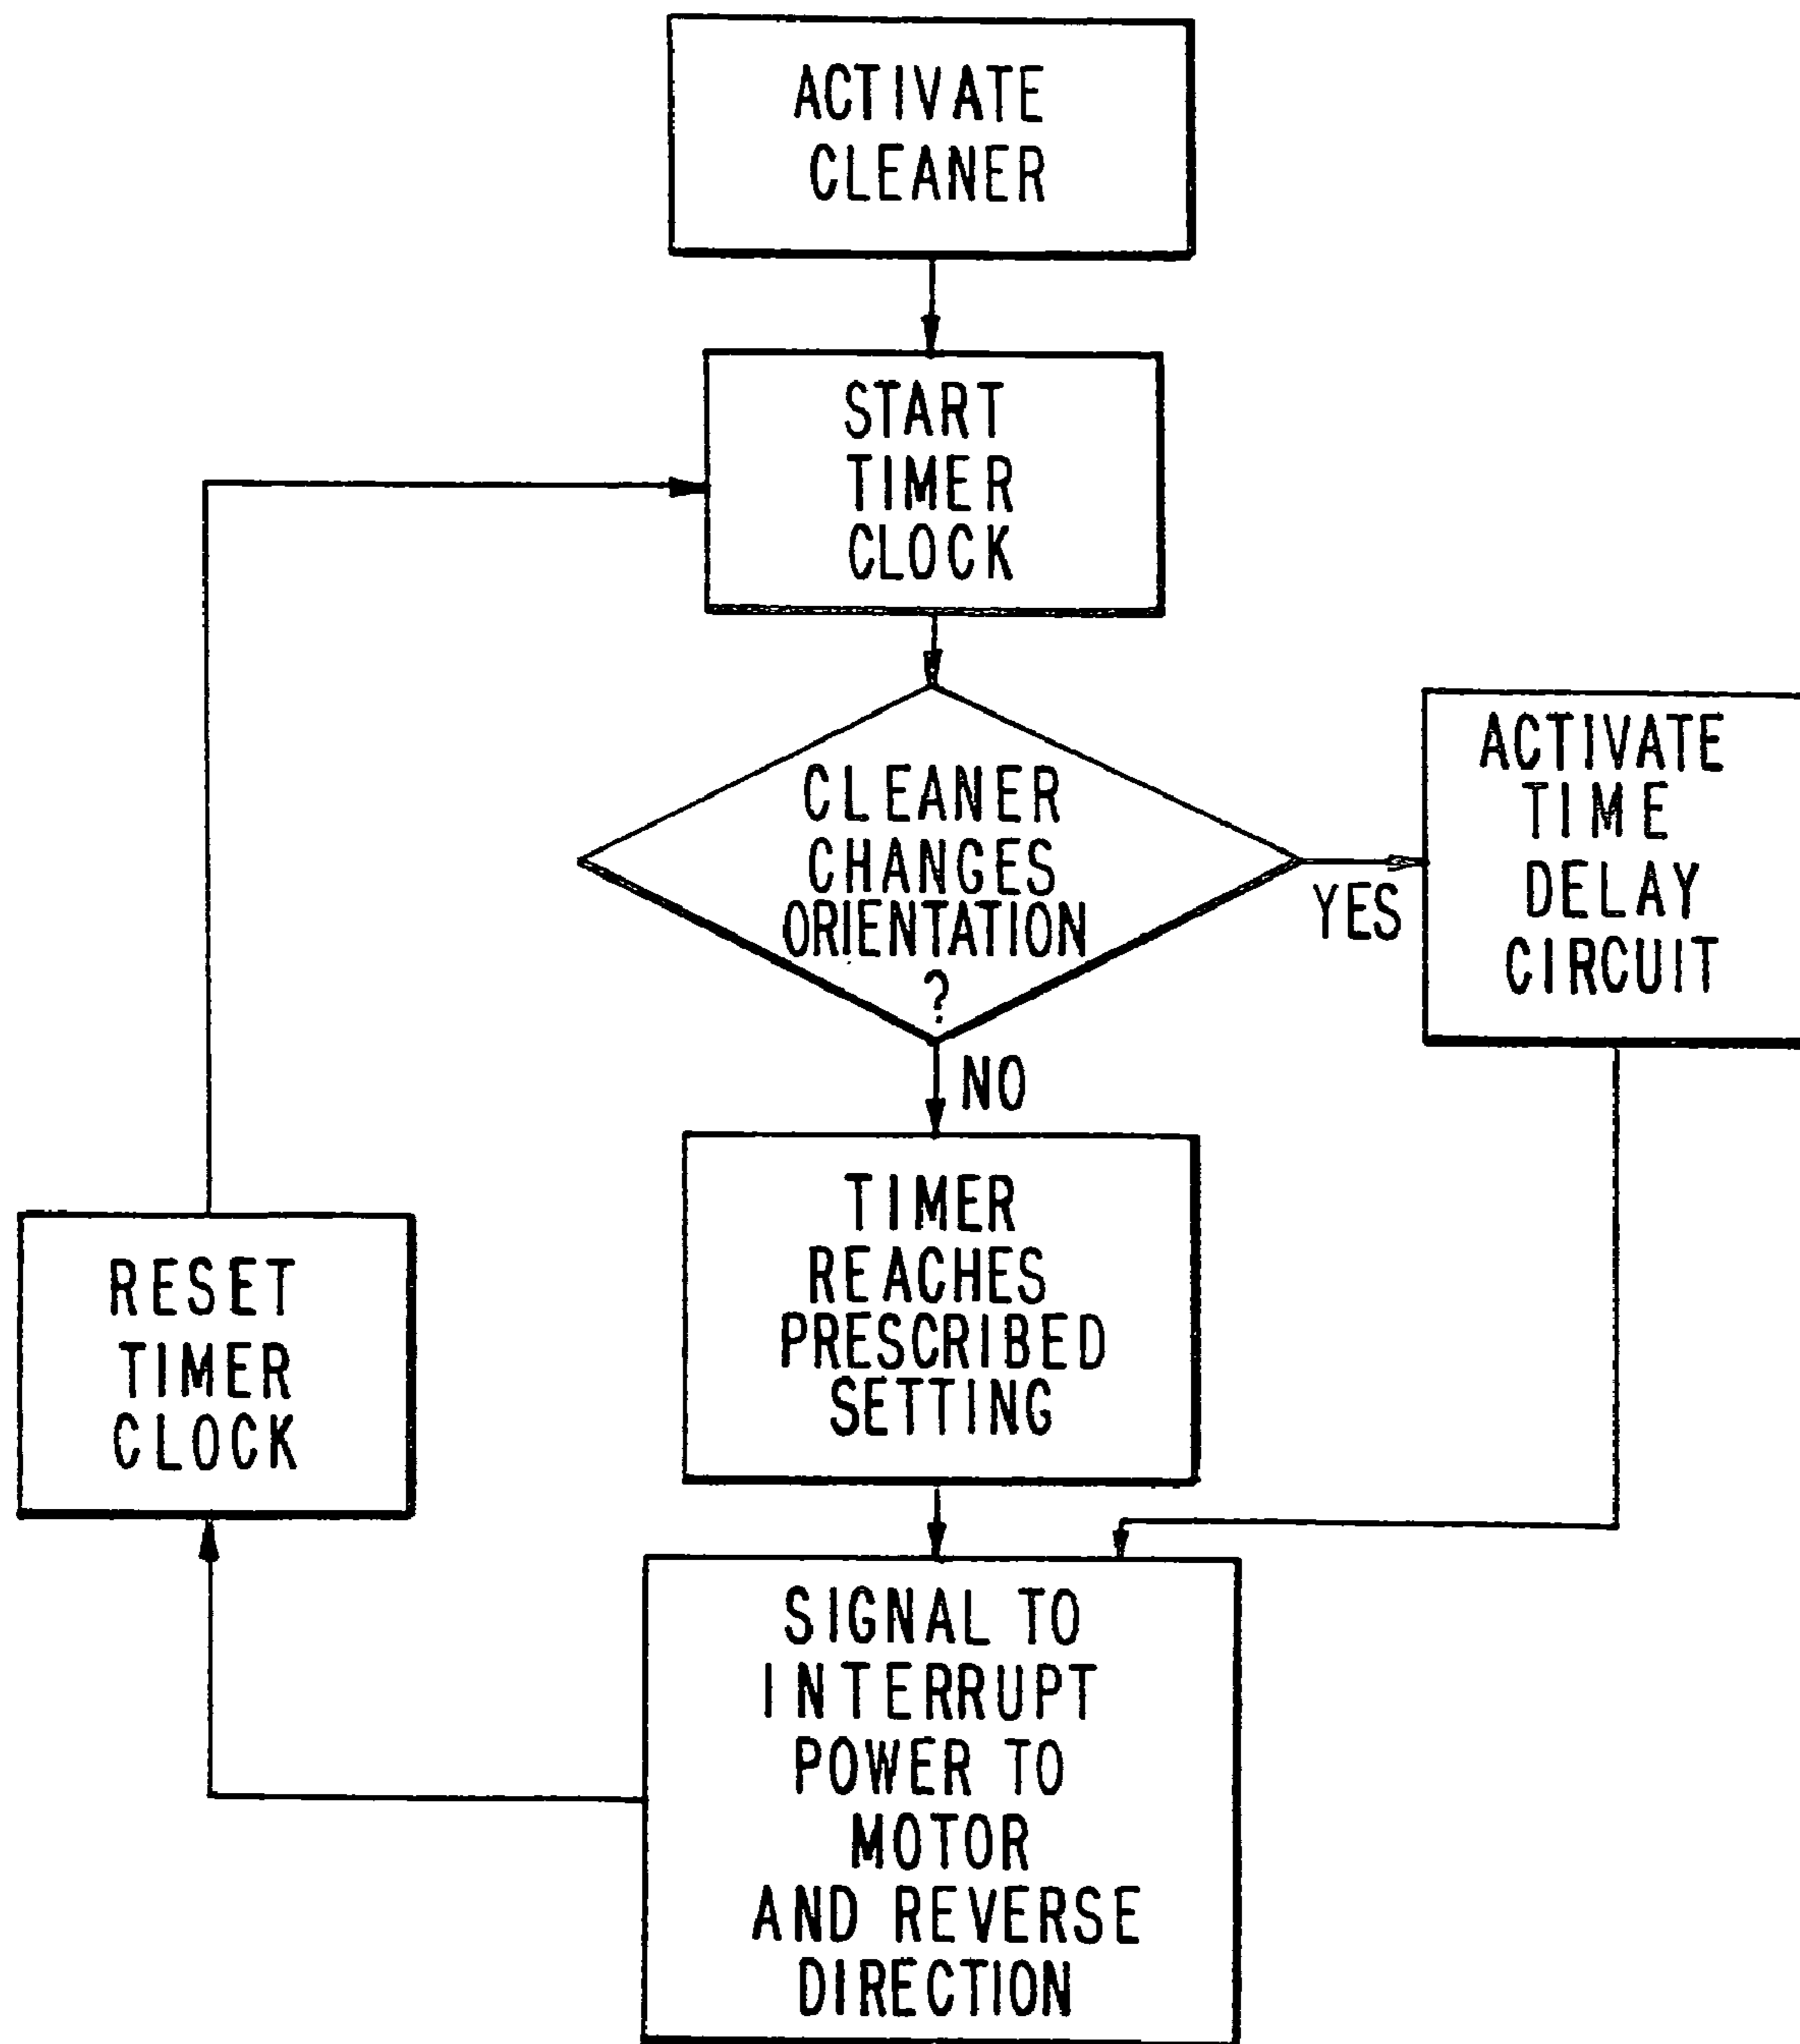 ACTIVATE
CLEANER
START
TIMER
CLOCK
CLEANER
CHANGES
ORIENTATION
?
YES
ACTIVATE
TIME
DELAY
CIRCUIT
NO
TIMER
REACHES
PRESCRIBED
SETTING
RESET
TIMER
CLOCK
SIGNAL TO
INTERRUPT
POWER TO
MOTOR
AND REVERSE
DIRECTION